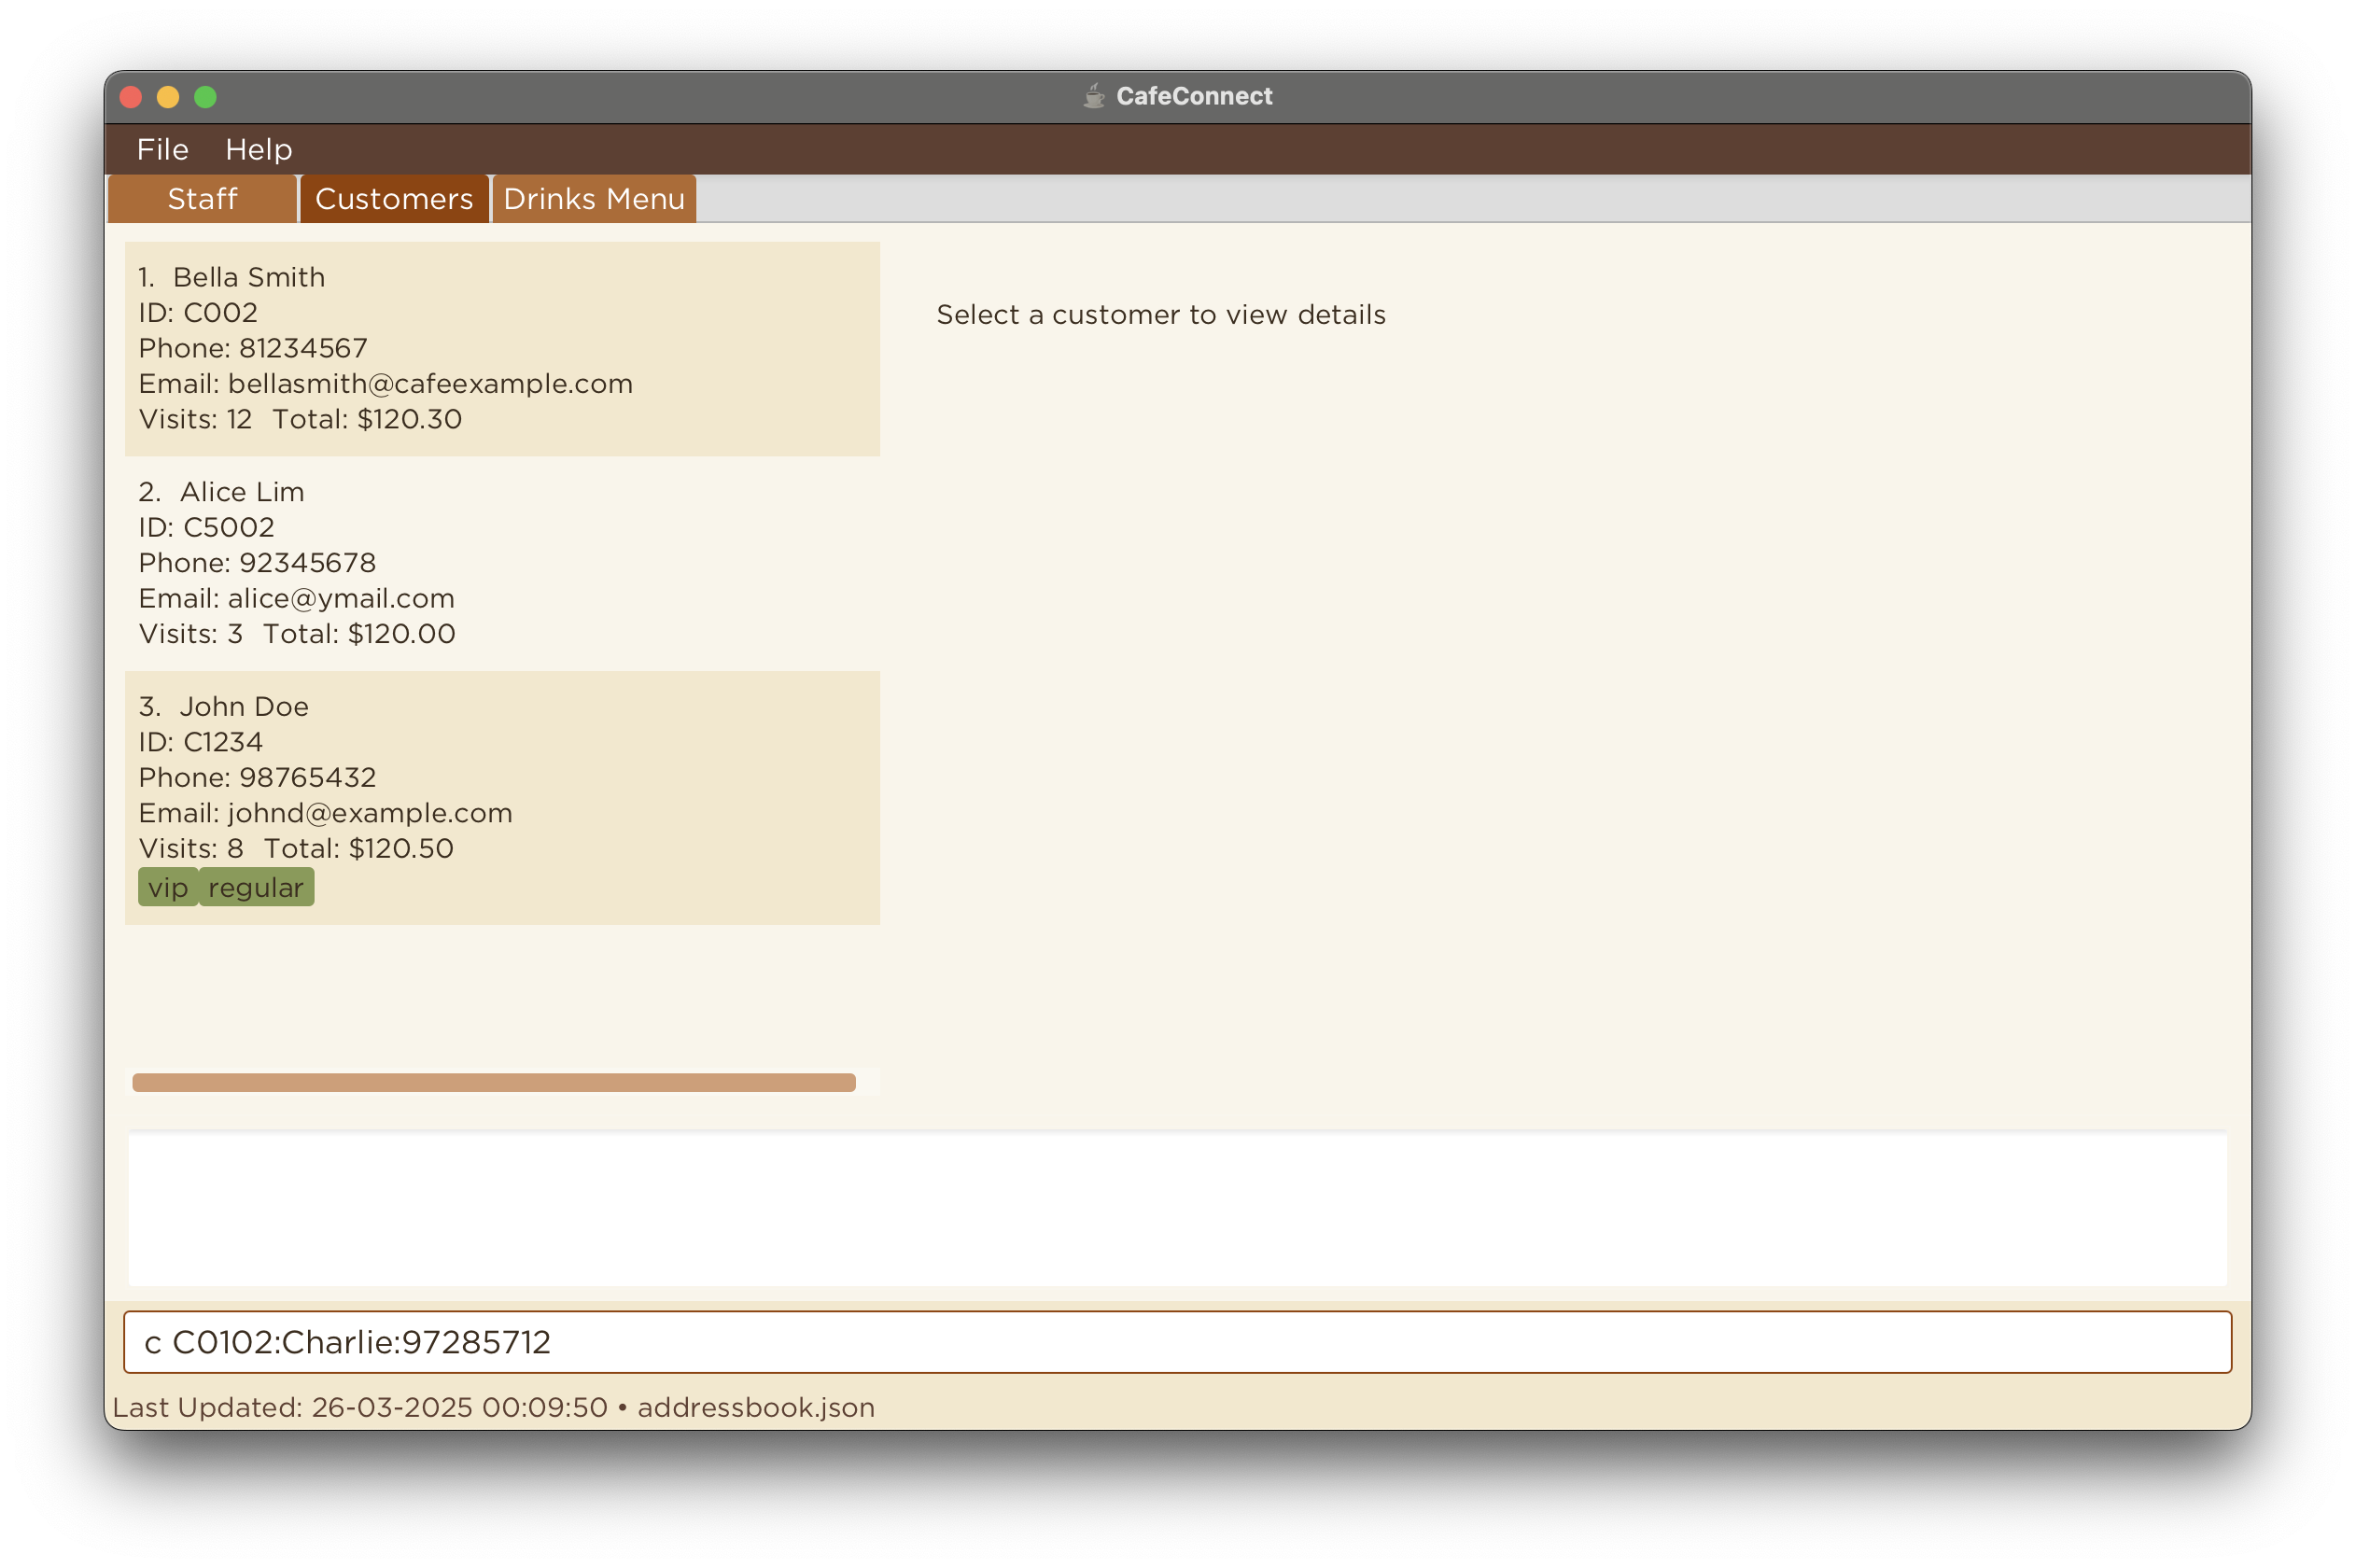 CafeConnect
File Help
Staff Customers Drinks Menu
1. Bella Smith
ID: C002
Phone: 81234567
Email: bellasmith@cafeexample.com
Visits: 12 Total: $120.30
Select a customer to view details
2. Alice Lim
ID: C5002
Phone: 92345678
Email: alice@ymail.com
Visits: 3 Total: $120.00
3. John Doe
ID: C1234
Phone: 98765432
Email: johnd@example.com
Visits: 8 Total: $120.50
vip regular
c C0102:Charlie:97285712
Last Updated: 26-03-2025 00:09:50 • addressbook.json